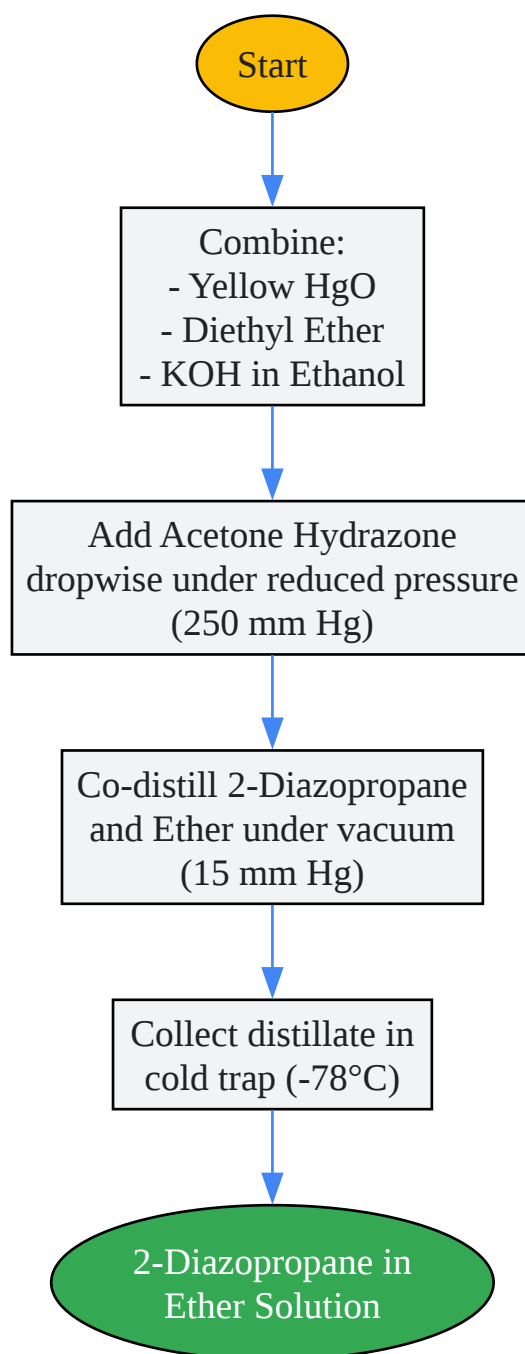 Start
Combine:
- Yellow HgO
- Diethyl Ether
- KOH in Ethanol
Add Acetone Hydrazone
dropwise under reduced pressure
(250 mm Hg)
Co-distill 2-Diazopropane
and Ether under vacuum
(15 mm Hg)
Collect distillate in
cold trap (-78°C)
2-Diazopropane in
Ether Solution